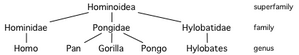 Hominoidea superfamily
Hominidae Pongidae Hylobatidae family
Homo Pan Gorilla Pongo Hylobates genus